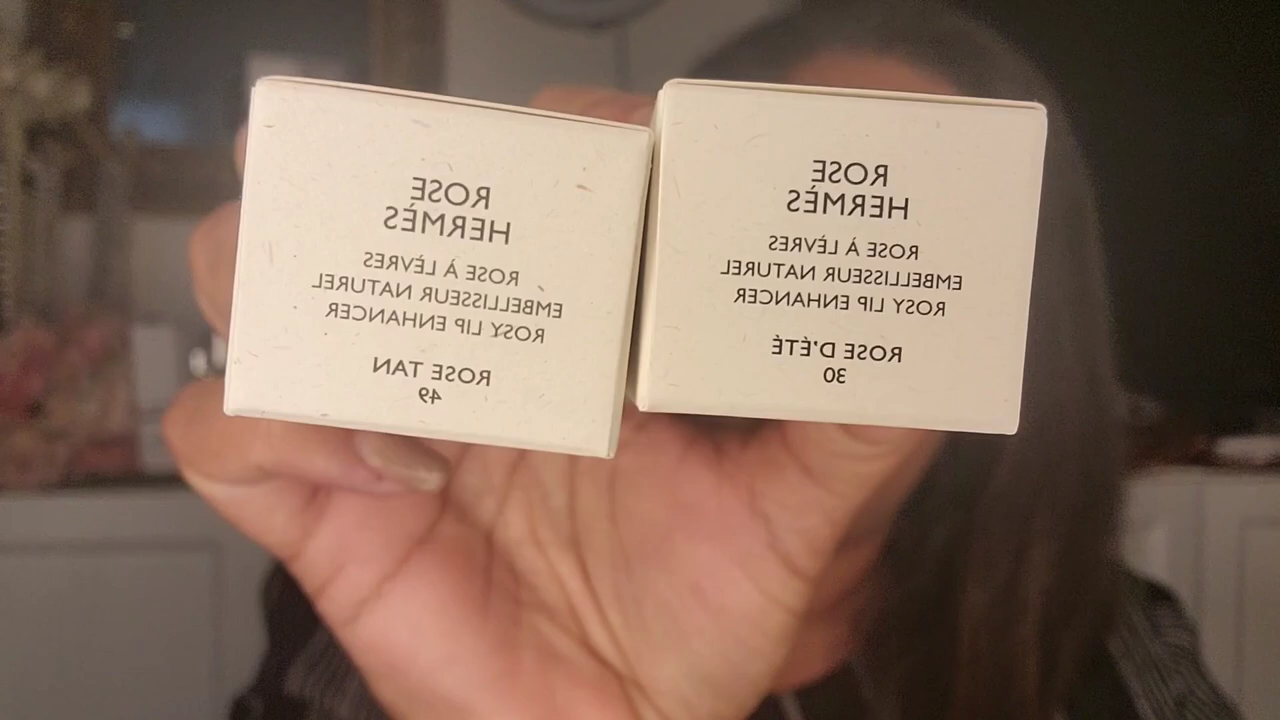 ROSE
HERMÈS
ROSE À LÈVRES
EMBELLISSEUR NATUREL
ROSY LIP ENHANCER
ROSE TAN
49
ROSE
HERMÈS
ROSE À LÈVRES
EMBELLISSEUR NATUREL
ROSY LIP ENHANCER
ROSE D'ÉTÉ
30